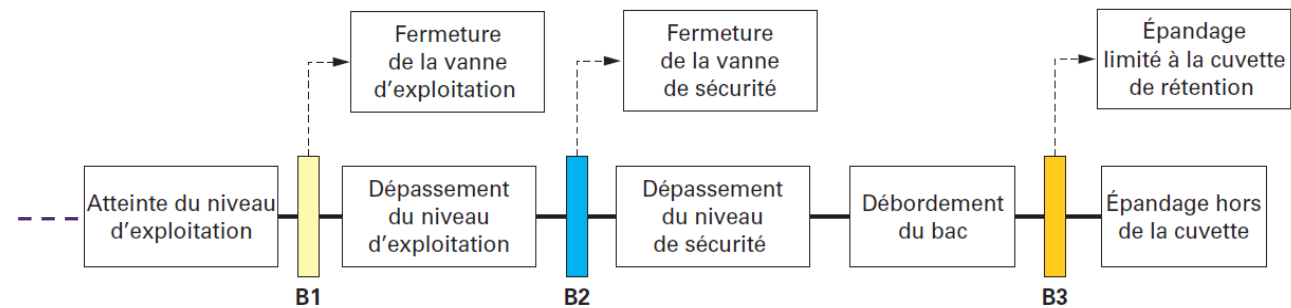 Fermeture
de la vanne
d’exploitation
Fermeture
de la vanne
de sécurité
Épandage
limité à la cuvette
de rétention
Atteinte du niveau
d’exploitation
Dépassement
du niveau
d’exploitation
Dépassement
du niveau
de sécurité
Débordement
du bac
Épandage hors
de la cuvette
B1
B2
B3